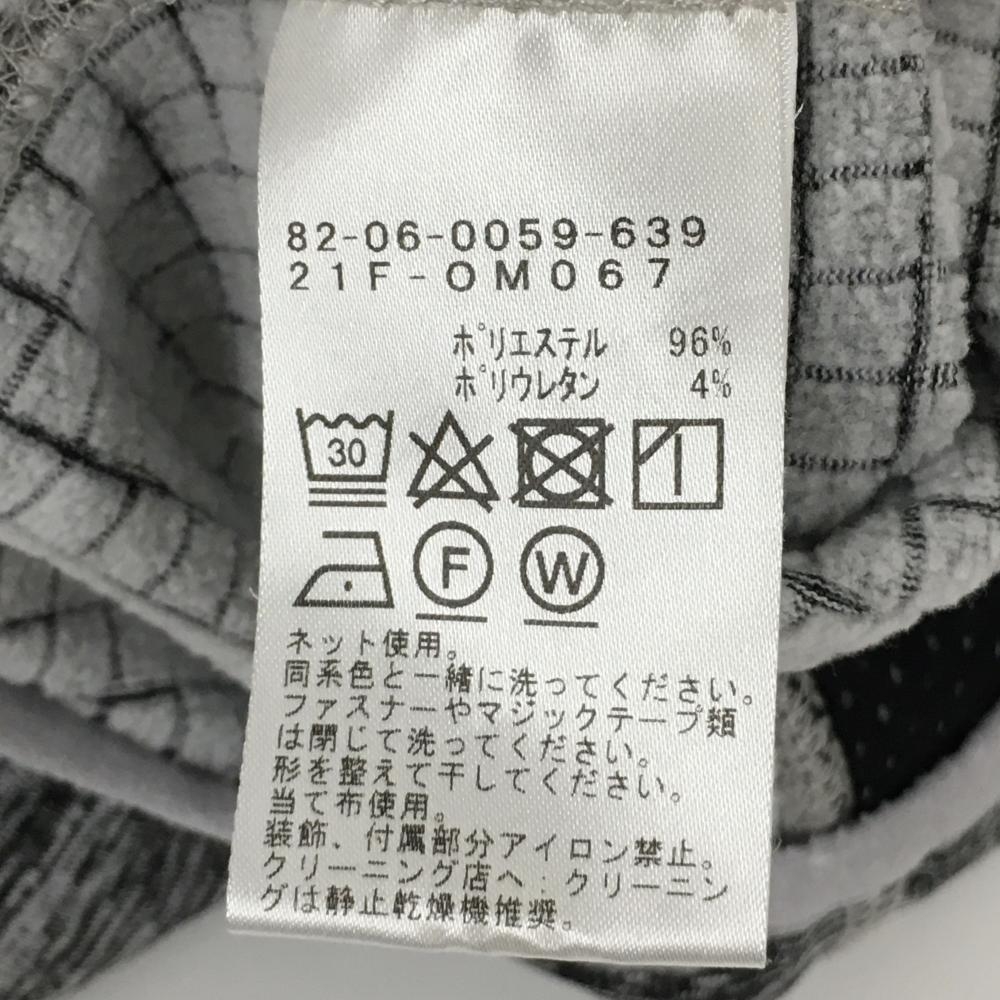 82-06-0059-639
21F-OM067
ポリエステル 96%
ポリウレタン 4%
30
F W
ネット使用。
同系色と一緒に洗ってください。
ファスナーやマジックテープ類
は閉じて洗ってください。
形を整えて干してください。
当て布使用。
装飾、付属部分アイロン禁止。
クリーニング店へ:クリーニン
グは静止乾燥機推奨。